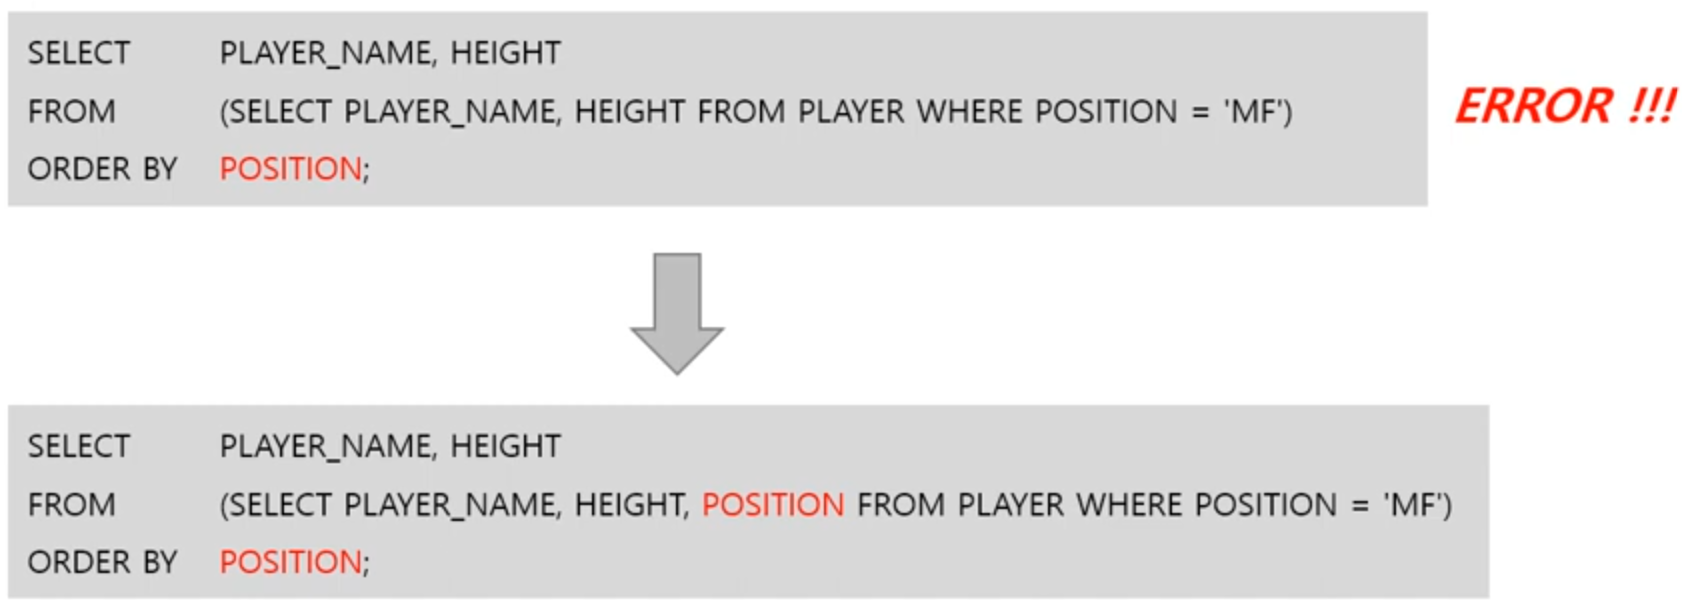 SELECT PLAYER_NAME, HEIGHT
FROM (SELECT PLAYER_NAME, HEIGHT FROM PLAYER WHERE POSITION = 'MF')
ORDER BY POSITION;
ERROR !!!
SELECT PLAYER_NAME, HEIGHT
FROM (SELECT PLAYER_NAME, HEIGHT, POSITION FROM PLAYER WHERE POSITION = 'MF')
ORDER BY POSITION;